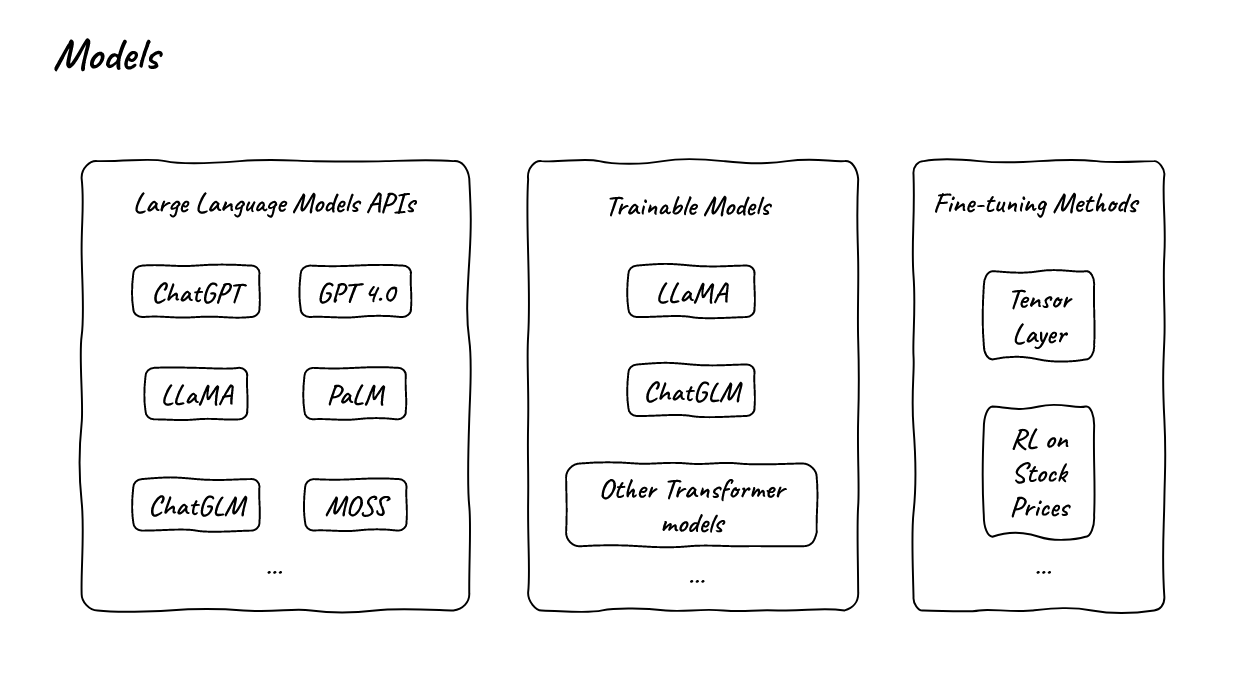 Models
Large Language Models APIs
ChatGPT
GPT 4.0
LLaMA
PaLM
ChatGLM
MOSS
...
Trainable Models
LLaMA
ChatGLM
Other Transformer
models
...
Fine-tuning Methods
Tensor
Layer
RL on
Stock
Prices
...